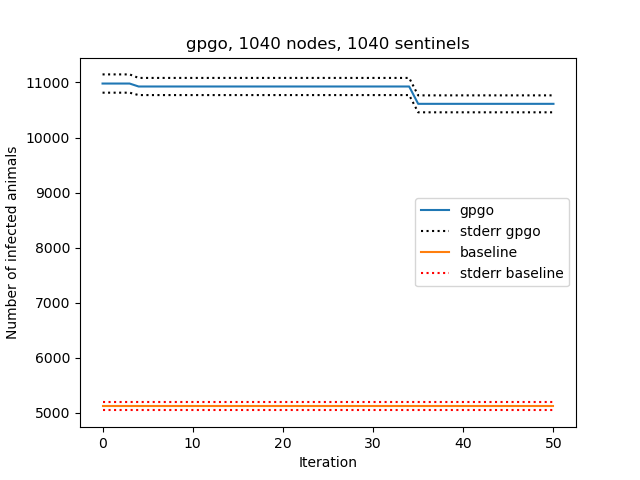 gpgo, 1040 nodes, 1040 sentinels
Number of infected animals
11000
10000
9000
8000
7000
6000
5000
gpgo
stderr gpgo
baseline
stderr baseline
0 10 20 30 40 50
Iteration